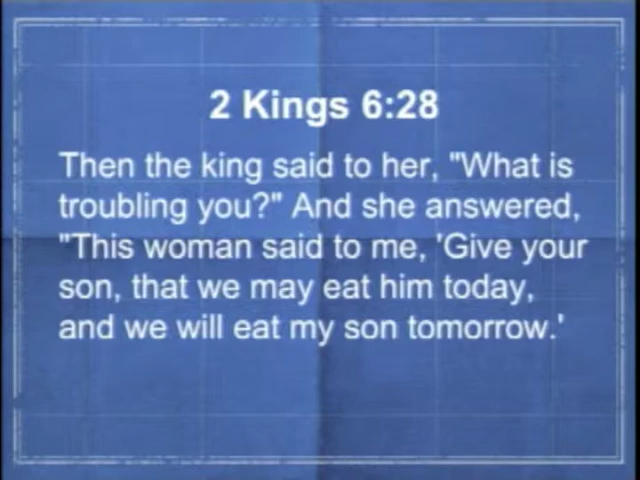 2 Kings 6:28
Then the king said to her, "What is
troubling you?" And she answered,
"This woman said to me, 'Give your
son, that we may eat him today,
and we will eat my son tomorrow.'